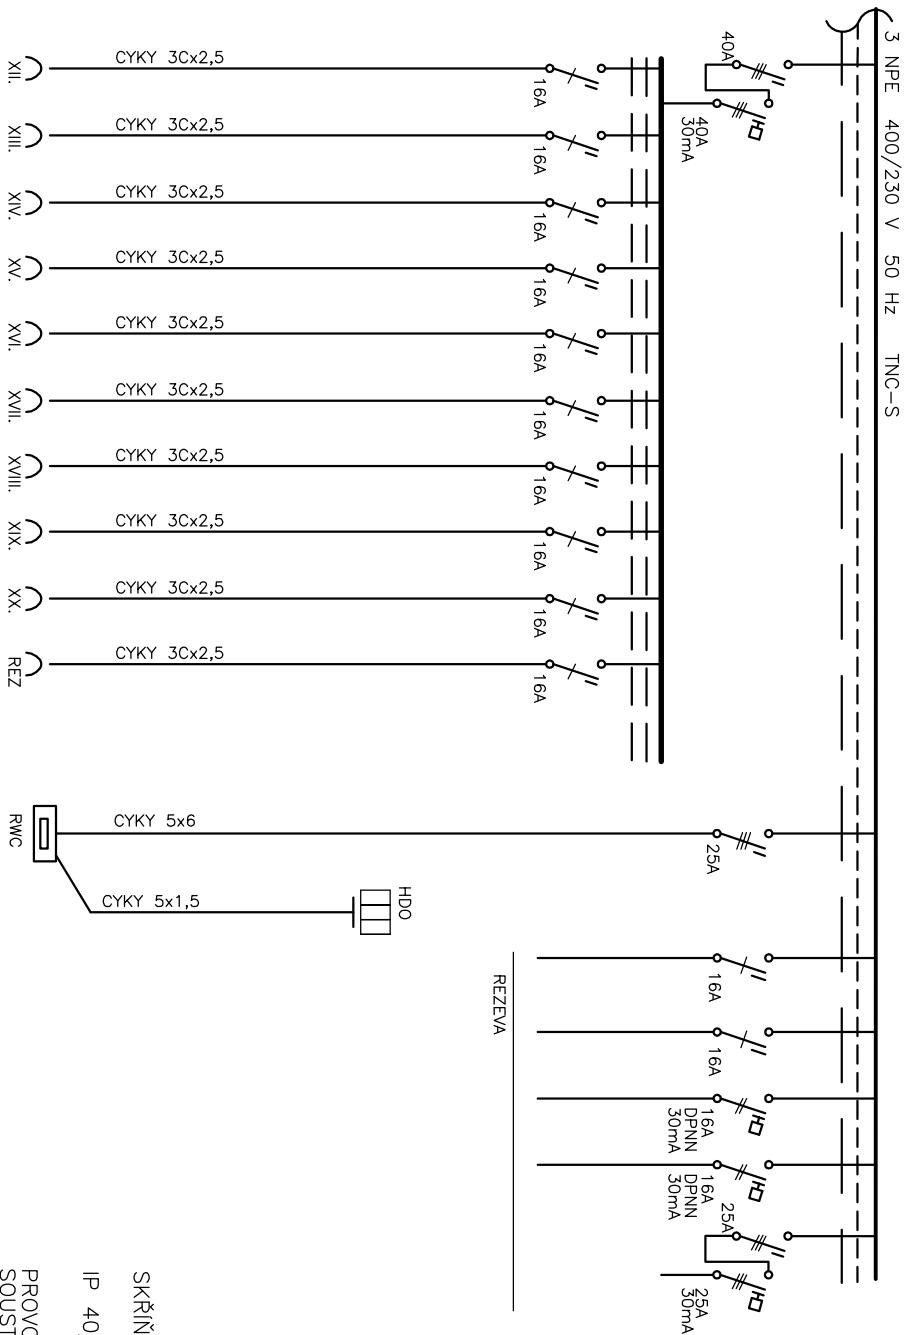 3 NPE 400/230 V 50 Hz TNC-S
40A
40A
30mA
CYKY 3Cx2,5
16A
XII.
CYKY 3Cx2,5
16A
XIII.
CYKY 3Cx2,5
16A
XIV.
CYKY 3Cx2,5
16A
XV.
CYKY 3Cx2,5
16A
XVI.
CYKY 3Cx2,5
16A
XVII.
CYKY 3Cx2,5
16A
XVIII.
CYKY 3Cx2,5
16A
XIX.
CYKY 3Cx2,5
16A
XX.
CYKY 3Cx2,5
16A
REZ
CYKY 5x6
25A
RWC
CYKY 5x1,5
HDO
REZEVA
16A
16A
16A
DPNN
30mA
16A
DPNN
30mA
25A
25A
30mA
SKŘÍŇ
IP 40